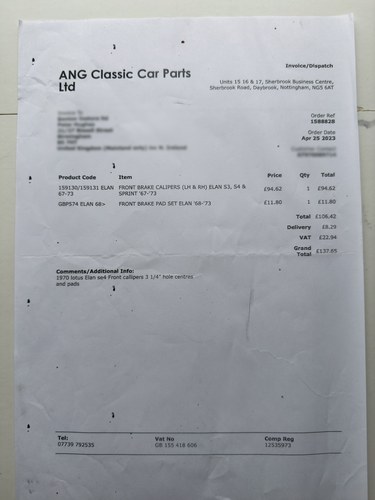 Invoice/Dispatch
ANG Classic Car Parts
Ltd
Units 15 16 & 17, Sherbrook Business Centre,
Sherbrook Road, Daybrook, Nottingham, NG5 6AT
Order Ref
1588828
Order Date
Apr 25 2023
Product Code Item Price Qty Total
159130/159131 ELAN 67-73 FRONT BRAKE CALIPERS (LH & RH) ELAN S3, S4 & SPRINT '67-'73 £94.62 1 £94.62
GBP574 ELAN 68> FRONT BRAKE PAD SET ELAN '68-'73 £11.80 1 £11.80
Total £106.42
Delivery £8.29
VAT £22.94
Grand Total £137.65
Comments/Additional Info:
1970 lotus Elan se4 Front callipers 3 1/4" hole centres
and pads
Tel: Vat No Comp Reg
07739 792535 GB 155 418 608